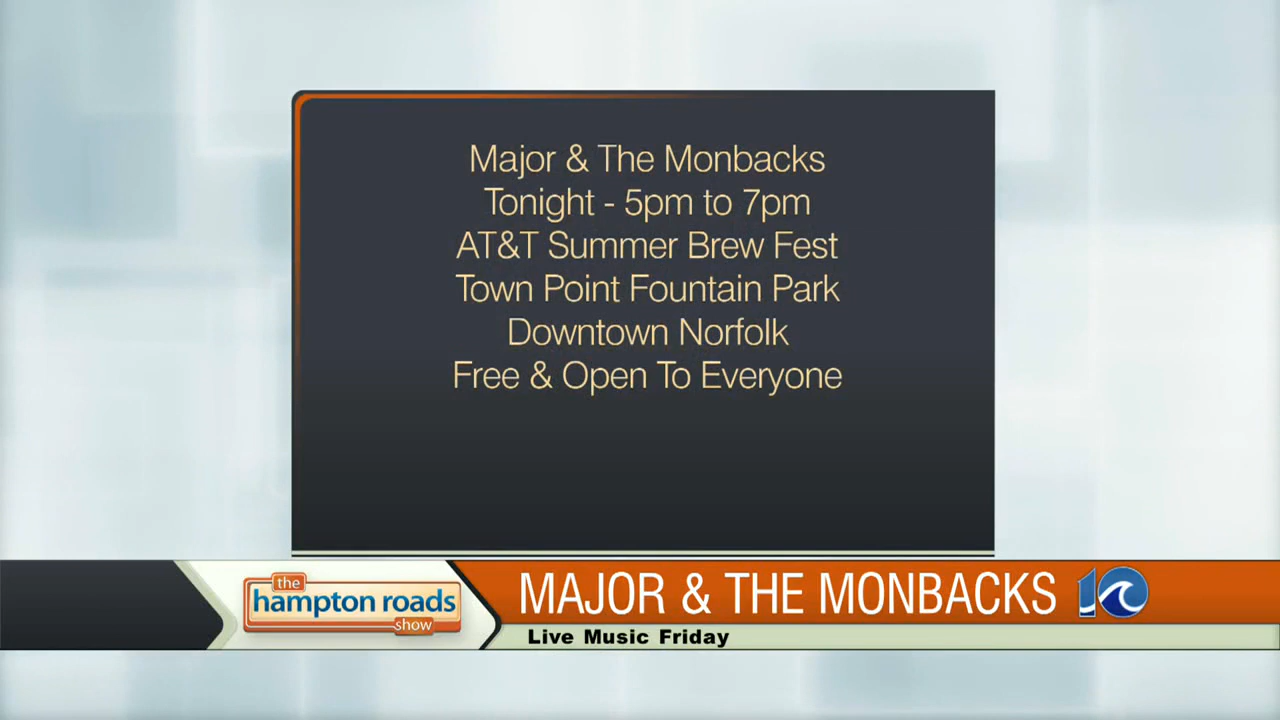 Major & The Monbacks
Tonight - 5pm to 7pm
AT&T Summer Brew Fest
Town Point Fountain Park
Downtown Norfolk
Free & Open To Everyone
the
hampton roads
show
MAJOR & THE MONBACKS
10
Live Music Friday